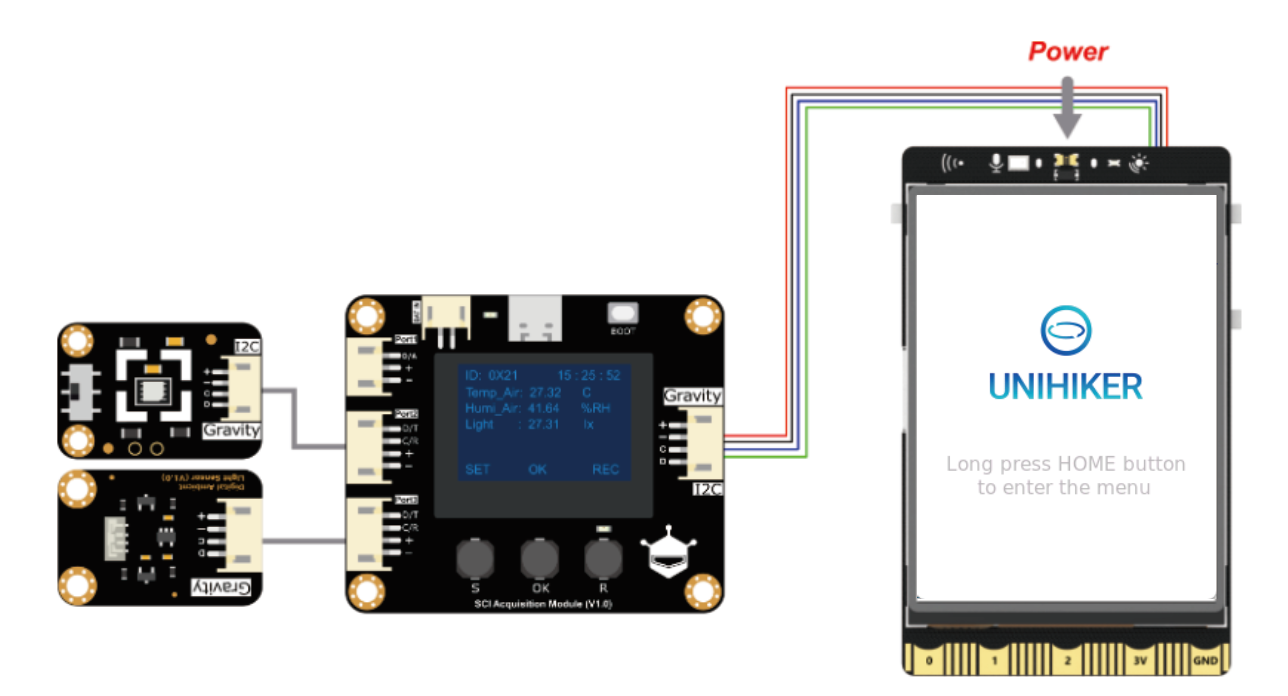 Power
BAT IN
BOOT
Port1
D/A
+
-
I2C
+
-
C
D
Gravity
Port2
D/T
C/R
+
-
ID: 0X21 15 : 25 : 52
Temp_Air: 27.32 C
Humi_Air: 41.64 %RH
Light : 27.31 lx
SET OK REC
Gravity
+
-
C
D
I2C
Digital Ambient
Light Sensor (V1.0)
+
-
C
D
Gravity
Port3
D/T
C/R
+
-
S OK R
SCI Acquisition Module (V1.0)
UNIHIKER
Long press HOME button
to enter the menu
0 1 2 3V GND